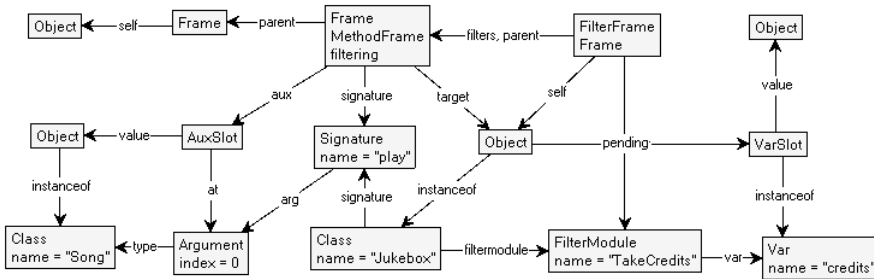 Object
self
Frame
parent
Frame
MethodFrame
filtering
filters, parent
FilterFrame
Frame
Object
aux
signature
target
self
value
Object
value
AuxSlot
Signature
name = "play"
Object
pending
VarSlot
instanceof
at
arg
signature
instanceof
instanceof
Class
name = "Song"
type
Argument
index = 0
Class
name = "Jukebox"
filtermodule
FilterModule
name = "TakeCredits"
var
Var
name = "credits"